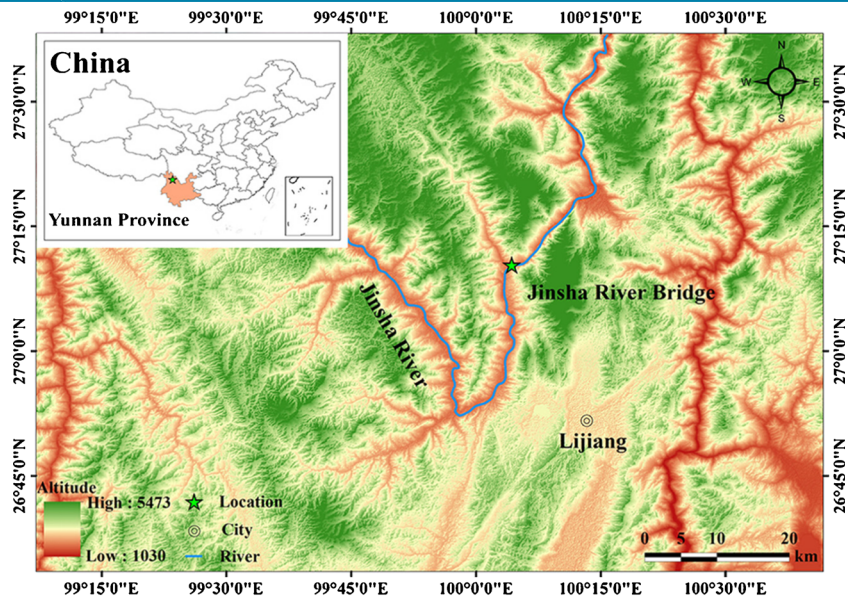 99°15'0"E 99°30'0"E 99°45'0"E 100°0'0"E 100°15'0"E 100°30'0"E
China
Yunnan Province
N
W E
S
27°30'0"N 27°30'0"N
27°15'0"N 27°15'0"N
Jinsha River Bridge
Jinsha River
27°0'0"N 27°0'0"N
Lijiang
26°45'0"N 26°45'0"N
Altitude
High : 5473
Low : 1030
Location
City
River
0 5 10 20
km
99°15'0"E 99°30'0"E 99°45'0"E 100°0'0"E 100°15'0"E 100°30'0"E